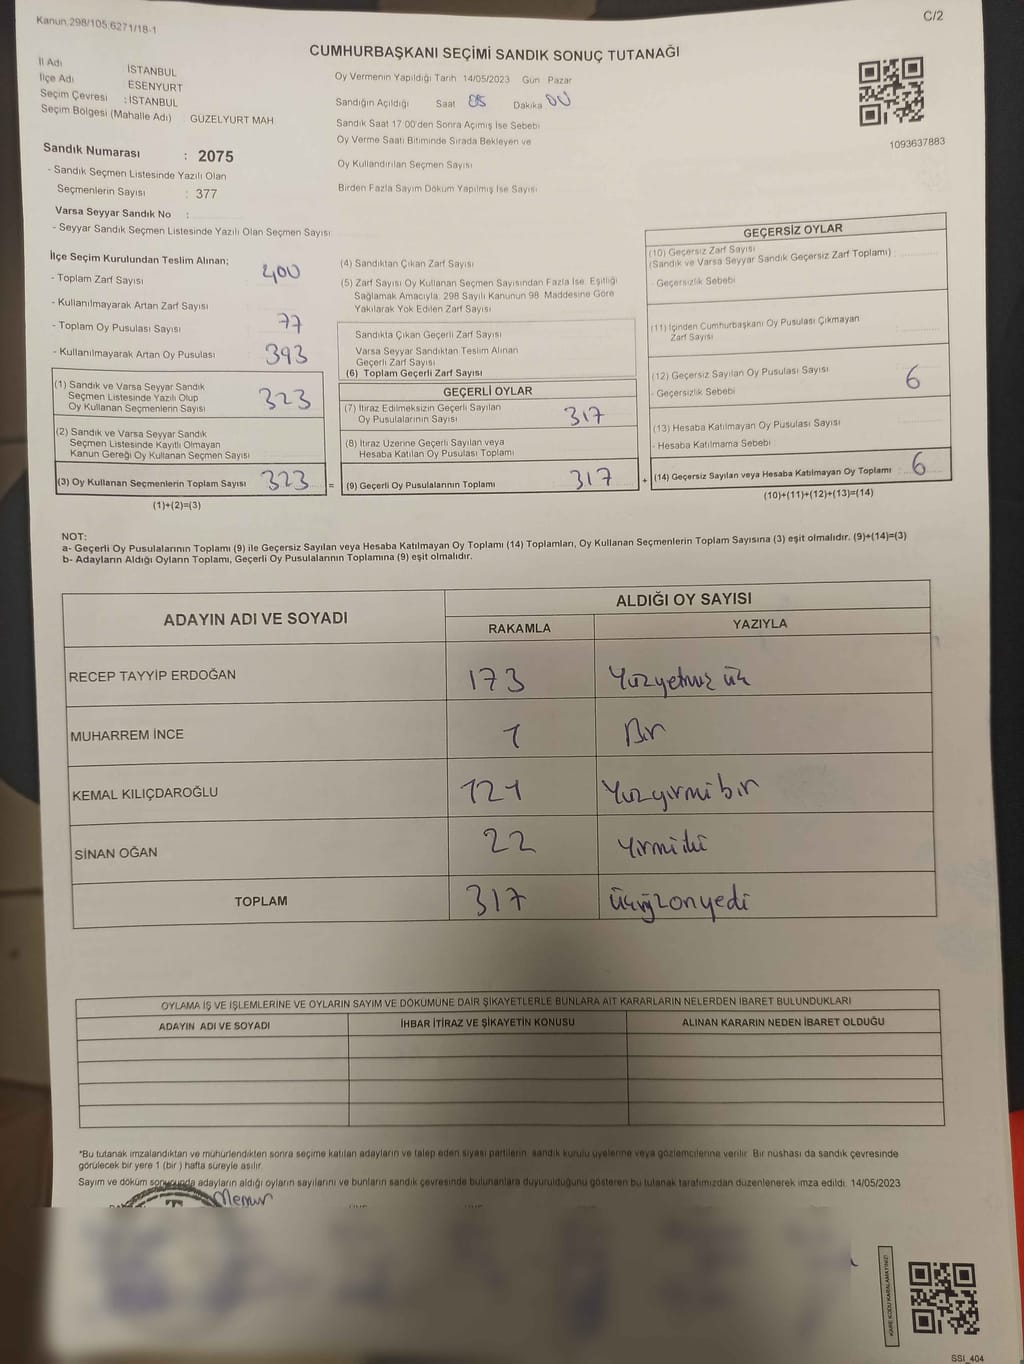 Kanun.298/105,6271/18-1
C/2
CUMHURBAŞKANI SEÇİMİ SANDIK SONUÇ TUTANAĞI
İl Adı İSTANBUL
İlçe Adı ESENYURT
Seçim Çevresi : İSTANBUL
Seçim Bölgesi (Mahalle Adı) GÜZELYURT MAH
Sandık Numarası : 2075
- Sandık Seçmen Listesinde Yazılı Olan
Seçmenlerin Sayısı : 377
Varsa Seyyar Sandık No :
- Seyyar Sandık Seçmen Listesinde Yazılı Olan Seçmen Sayısı
Oy Vermenin Yapıldığı Tarih 14/05/2023 Gün Pazar
Sandığın Açıldığı Saat Dakika 00
Sandık Saat 17:00'den Sonra Açımış İse Sebebi
Oy Verme Saati Bitiminde Sırada Bekleyen ve
Oy Kullandırılan Seçmen Sayısı
Birden Fazla Sayım Döküm Yapılmış İse Sayısı
1093637883
İlçe Seçim Kurulundan Teslim Alınan;
- Toplam Zarf Sayısı 400
- Kullanılmayarak Artan Zarf Sayısı 77
- Toplam Oy Pusulası Sayısı
- Kullanılmayarak Artan Oy Pusulası 393
(1) Sandık ve Varsa Seyyar Sandık
Seçmen Listesinde Yazılı Olup
Oy Kullanan Seçmenlerin Sayısı 323
(2) Sandık ve Varsa Seyyar Sandık
Seçmen Listesinde Kayıtlı Olmayan
Kanun Gereği Oy Kullanan Seçmen Sayısı
(3) Oy Kullanan Seçmenlerin Toplam Sayısı 323 =
(1)+(2)=(3)
(4) Sandıktan Çıkan Zarf Sayısı
(5) Zarf Sayısı Oy Kullanan Seçmen Sayısından Fazla İse, Eşitliği
Sağlamak Amacıyla, 298 Sayılı Kanunun 98. Maddesine Göre
Yakılarak Yok Edilen Zarf Sayısı
Sandıkta Çıkan Geçerli Zarf Sayısı
Varsa Seyyar Sandıktan Teslim Alınan
Geçerli Zarf Sayısı
(6) Toplam Geçerli Zarf Sayısı
GEÇERLİ OYLAR
(7) İtiraz Edilmeksizin Geçerli Sayılan
Oy Pusulalarının Sayısı 317
(8) İtiraz Üzerine Geçerli Sayılan veya
Hesaba Katılan Oy Pusulası Toplamı
(9) Geçerli Oy Pusulalarının Toplamı 317 +
GEÇERSİZ OYLAR
(10) Geçersiz Zarf Sayısı
(Sandık ve Varsa Seyyar Sandık Geçersiz Zarf Toplamı)
- Geçersizlik Sebebi
(11) İçinden Cumhurbaşkanı Oy Pusulası Çıkmayan
Zarf Sayısı
(12) Geçersiz Sayılan Oy Pusulası Sayısı 6
- Geçersizlik Sebebi
(13) Hesaba Katılmayan Oy Pusulası Sayısı
- Hesaba Katılmama Sebebi
(14) Geçersiz Sayılan veya Hesaba Katılmayan Oy Toplamı 6
(10)+(11)+(12)+(13)=(14)
NOT:
a- Geçerli Oy Pusulalarının Toplamı (9) ile Geçersiz Sayılan veya Hesaba Katılmayan Oy Toplamı (14) Toplamları, Oy Kullanan Seçmenlerin Toplam Sayısına (3) eşit olmalıdır. (9)+(14)=(3)
b- Adayların Aldığı Oyların Toplamı, Geçerli Oy Pusulalarının Toplamına (9) eşit olmalıdır.
ADAYIN ADI VE SOYADI ALDIĞI OY SAYISI
RAKAMLA YAZIYLA
RECEP TAYYİP ERDOĞAN 173 Yüzyetmiş üç
MUHARREM İNCE 1 Bir
KEMAL KILIÇDAROĞLU 121 Yüzyirmibir
SİNAN OĞAN 22 Yirmiiki
TOPLAM 317 üçyüzonyedi
OYLAMA İŞ VE İŞLEMLERİNE VE OYLARIN SAYIM VE DÖKÜMÜNE DAİR ŞİKAYETLERLE BUNLARA AİT KARARLARIN NELERDEN İBARET BULUNDUKLARI
ADAYIN ADI VE SOYADI İHBAR İTİRAZ VE ŞİKAYETİN KONUSU ALINAN KARARIN NEDEN İBARET OLDUĞU
*Bu tutanak imzalandıktan ve mühürlendikten sonra seçime katılan adayların ve talep eden siyasi partilerin, sandık kurulu üyelerine veya gözlemcilerine verilir. Bir nüshası da sandık çevresinde
görülecek bir yere 1 (bir) hafta süreyle asılır.
Sayım ve döküm sonucunda adayların aldığı oyların sayılarını ve bunların sandık çevresinde bulunanlara duyurulduğunu gösteren bu tutanak tarafımızdan düzenlenerek imza edildi. 14/05/2023
Memur
KARE KODU KARALAMAYINIZ!
SSI_404